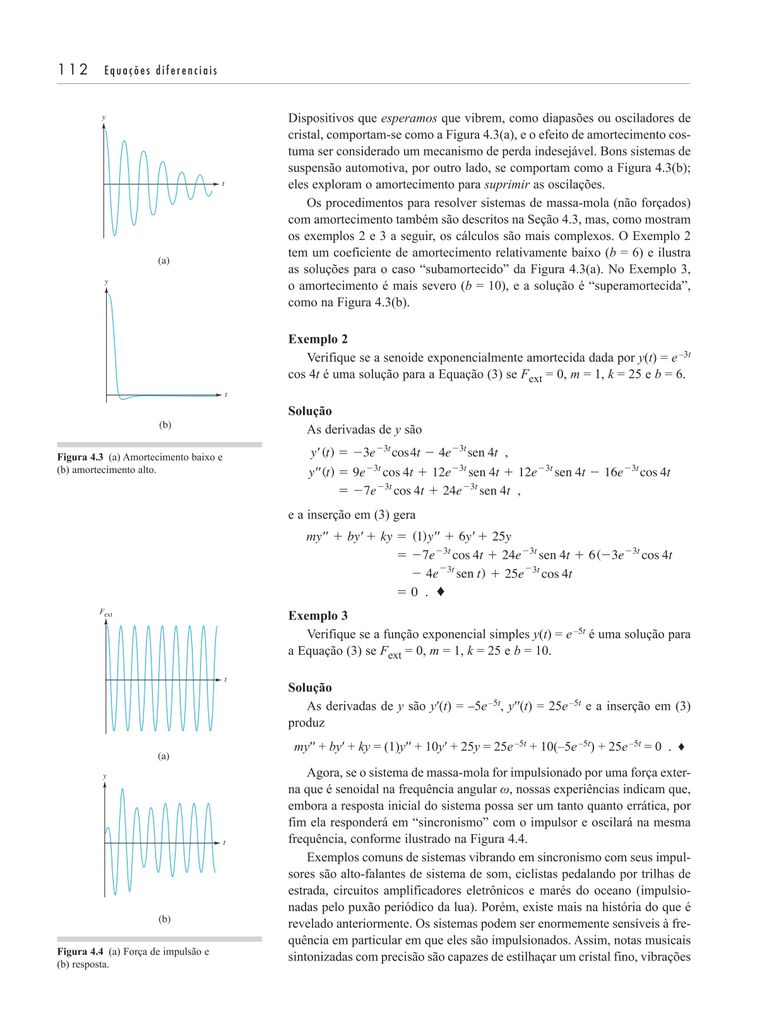 112 Equações diferenciais
y
t
(a)
y
t
(b)
Figura 4.3 (a) Amortecimento baixo e
(b) amortecimento alto.
Dispositivos que esperamos que vibrem, como diapasões ou osciladores de
cristal, comportam-se como a Figura 4.3(a), e o efeito de amortecimento cos-
tuma ser considerado um mecanismo de perda indesejável. Bons sistemas de
suspensão automotiva, por outro lado, se comportam como a Figura 4.3(b);
eles exploram o amortecimento para suprimir as oscilações.
Os procedimentos para resolver sistemas de massa-mola (não forçados)
com amortecimento também são descritos na Seção 4.3, mas, como mostram
os exemplos 2 e 3 a seguir, os cálculos são mais complexos. O Exemplo 2
tem um coeficiente de amortecimento relativamente baixo (b = 6) e ilustra
as soluções para o caso “subamortecido” da Figura 4.3(a). No Exemplo 3,
o amortecimento é mais severo (b = 10), e a solução é “superamortecida”,
como na Figura 4.3(b).
Exemplo 2
Verifique se a senoide exponencialmente amortecida dada por y(t) = e⁻³ᵗ
cos 4t é uma solução para a Equação (3) se Fext = 0, m = 1, k = 25 e b = 6.
Solução
As derivadas de y são
y′(t) = −3e⁻³ᵗ cos 4t − 4e⁻³ᵗ sen 4t ,
y″(t) = 9e⁻³ᵗ cos 4t + 12e⁻³ᵗ sen 4t + 12e⁻³ᵗ sen 4t − 16e⁻³ᵗ cos 4t
= −7e⁻³ᵗ cos 4t + 24e⁻³ᵗ sen 4t ,
e a inserção em (3) gera
my″ + by′ + ky = (1)y″ + 6y′ + 25y
= −7e⁻³ᵗ cos 4t + 24e⁻³ᵗ sen 4t + 6(−3e⁻³ᵗ cos 4t
− 4e⁻³ᵗ sen t) + 25e⁻³ᵗ cos 4t
= 0 . ♦
Exemplo 3
Verifique se a função exponencial simples y(t) = e⁻⁵ᵗ é uma solução para
a Equação (3) se Fext = 0, m = 1, k = 25 e b = 10.
Solução
As derivadas de y são y′(t) = –5e⁻⁵ᵗ, y″(t) = 25e⁻⁵ᵗ e a inserção em (3)
produz
my″ + by′ + ky = (1)y″ + 10y′ + 25y = 25e⁻⁵ᵗ + 10(–5e⁻⁵ᵗ) + 25e⁻⁵ᵗ = 0 . ♦
Agora, se o sistema de massa-mola for impulsionado por uma força exter-
na que é senoidal na frequência angular ω, nossas experiências indicam que,
embora a resposta inicial do sistema possa ser um tanto quanto errática, por
fim ela responderá em “sincronismo” com o impulsor e oscilará na mesma
frequência, conforme ilustrado na Figura 4.4.
Exemplos comuns de sistemas vibrando em sincronismo com seus impul-
sores são alto-falantes de sistema de som, ciclistas pedalando por trilhas de
estrada, circuitos amplificadores eletrônicos e marés do oceano (impulsio-
nadas pelo puxão periódico da lua). Porém, existe mais na história do que é
revelado anteriormente. Os sistemas podem ser enormemente sensíveis à fre-
quência em particular em que eles são impulsionados. Assim, notas musicais
sintonizadas com precisão são capazes de estilhaçar um cristal fino, vibrações
Fext
t
(a)
y
t
(b)
Figura 4.4 (a) Força de impulsão e
(b) resposta.